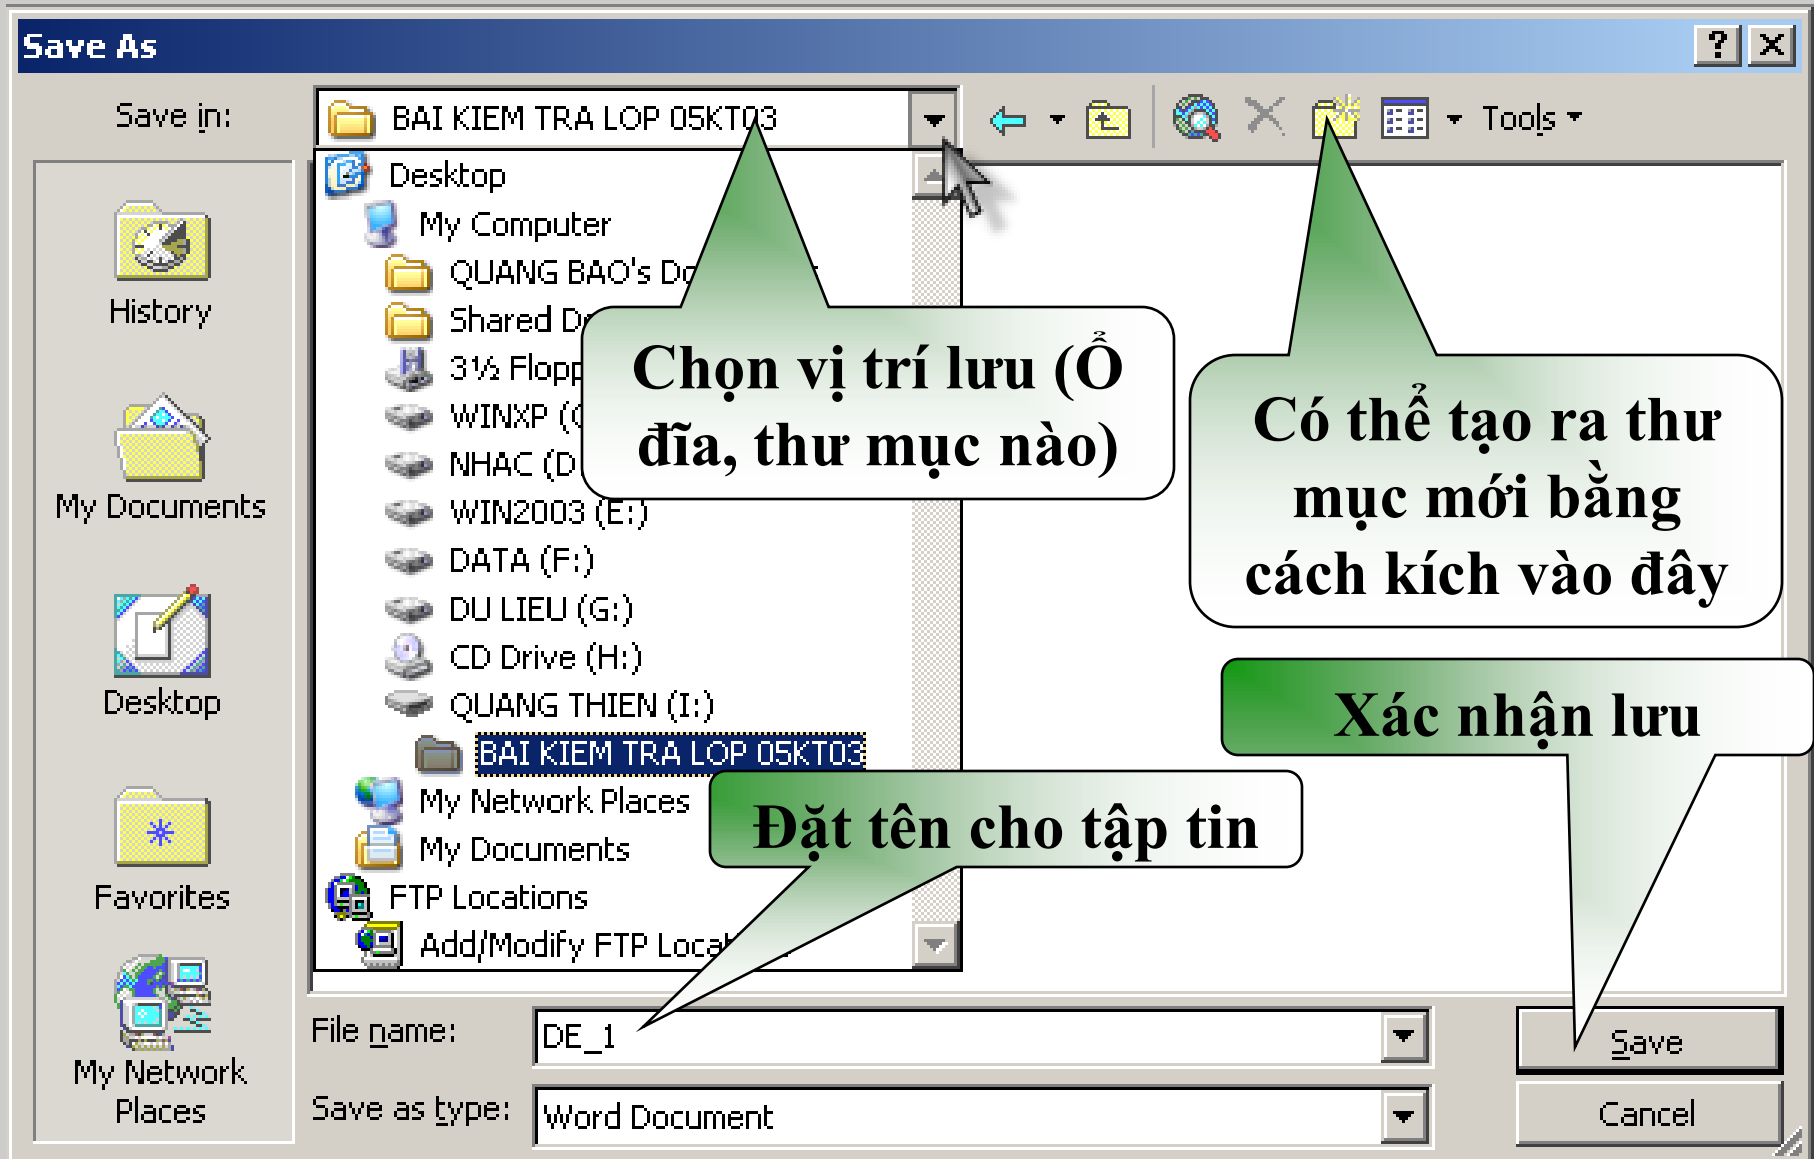 Save As
Save in:
BAI KIEM TRA LOP 05KT03
Tools
History
My Documents
Desktop
Favorites
My Network
Places
Desktop
My Computer
QUANG BAO's
Shared
3½
WINXP
NHAC
WIN2003 (E:)
DATA (F:)
DU LIEU (G:)
CD Drive (H:)
QUANG THIEN (I:)
BAI KIEM TRA LOP 05KT03
My Network Places
My Documents
FTP Locations
Add/Modify FTP
Chọn vị trí lưu (Ổ
đĩa, thư mục nào)
Có thể tạo ra thư
mục mới bằng
cách kích vào đây
Xác nhận lưu
Đặt tên cho tập tin
File name:
DE_1
Save
Save as type:
Word Document
Cancel